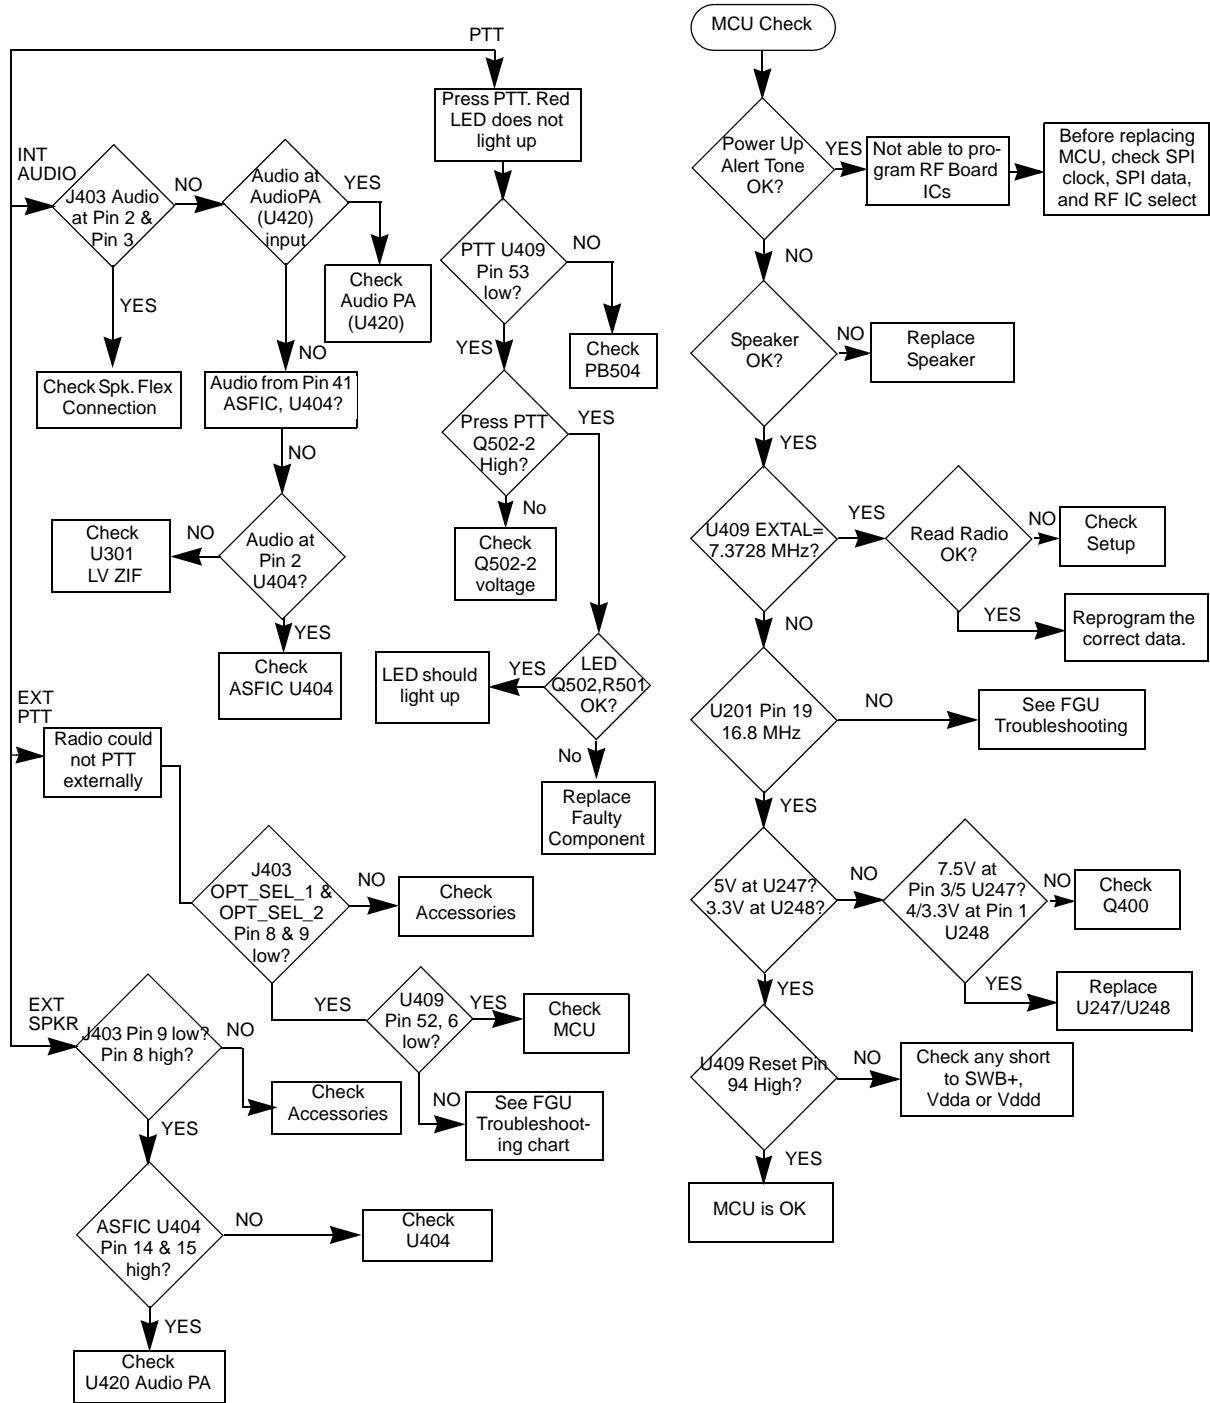 PTT
Press PTT. Red
LED does not
light up
INT
AUDIO
J403 Audio
at Pin 2 &
Pin 3
NO
Audio at
AudioPA
(U420)
input
YES
Check
Audio PA
(U420)
YES
Check Spk. Flex
Connection
NO
Audio from Pin 41
ASFIC, U404?
NO
Audio at
Pin 2
U404?
NO
Check
U301
LV ZIF
YES
Check
ASFIC U404
PTT U409
Pin 53
low?
NO
Check
PB504
YES
Press PTT
Q502-2
High?
YES
No
Check
Q502-2
voltage
LED
Q502,R501
OK?
YES
LED should
light up
No
Replace
Faulty
Component
EXT
PTT
Radio could
not PTT
externally
J403
OPT_SEL_1 &
OPT_SEL_2
Pin 8 & 9
low?
NO
Check
Accessories
YES
U409
Pin 52, 6
low?
YES
Check
MCU
NO
See FGU
Troubleshoot-
ing chart
EXT
SPKR
J403 Pin 9 low?
Pin 8 high?
NO
Check
Accessories
YES
ASFIC U404
Pin 14 & 15
high?
NO
Check
U404
YES
Check
U420 Audio PA
MCU Check
Power Up
Alert Tone
OK?
YES
Not able to pro-
gram RF Board
ICs
Before replacing
MCU, check SPI
clock, SPI data,
and RF IC select
NO
Speaker
OK?
NO
Replace
Speaker
YES
U409 EXTAL=
7.3728 MHz?
YES
Read Radio
OK?
NO
Check
Setup
YES
Reprogram the
correct data.
NO
U201 Pin 19
16.8 MHz
NO
See FGU
Troubleshooting
YES
5V at U247?
3.3V at U248?
NO
7.5V at
Pin 3/5 U247?
4/3.3V at Pin 1
U248
NO
Check
Q400
YES
Replace
U247/U248
YES
U409 Reset Pin
94 High?
NO
Check any short
to SWB+,
Vdda or Vddd
YES
MCU is OK